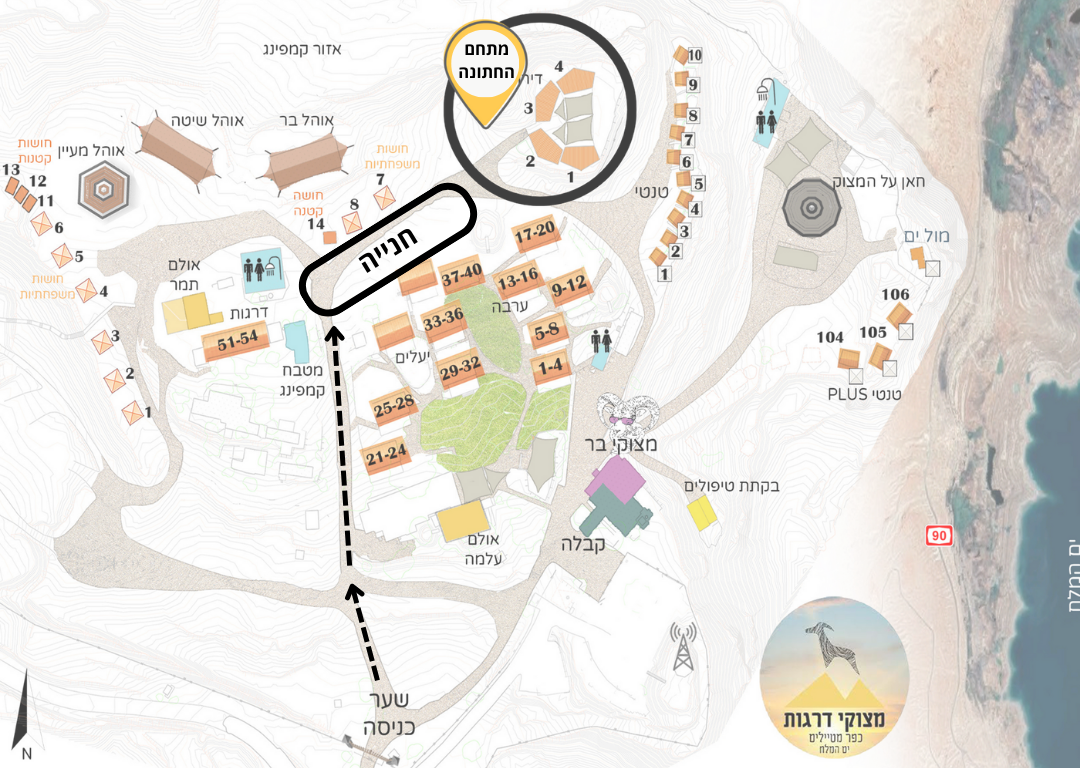 אזור קמפינג
מתחם
החתונה
דירי
4
3
2
1
10
9
8
7
6
5
4
3
2
1
טנטי
אוהל שיטה
אוהל בר
אוהל מעיין
חושות
קטנות
13
12
11
6
5
חושות
משפחתיות
4
3
2
1
חושות
משפחתיות
7
8
חושה
קטנה
14
חנייה
חאן על המצוק
מול ים
106
105
104
טנטי PLUS
17-20
37-40
13-16
9-12
ערבה
33-36
5-8
יעלים
29-32
1-4
25-28
21-24
אולם
תמר
דרגות
51-54
מטבח
קמפינג
מצוקי בר
בקתת טיפולים
קבלה
אולם
עלמה
שער
כניסה
90
ים המלח
מצוקי דרגות
כפר מטיילים
ים המלח
N